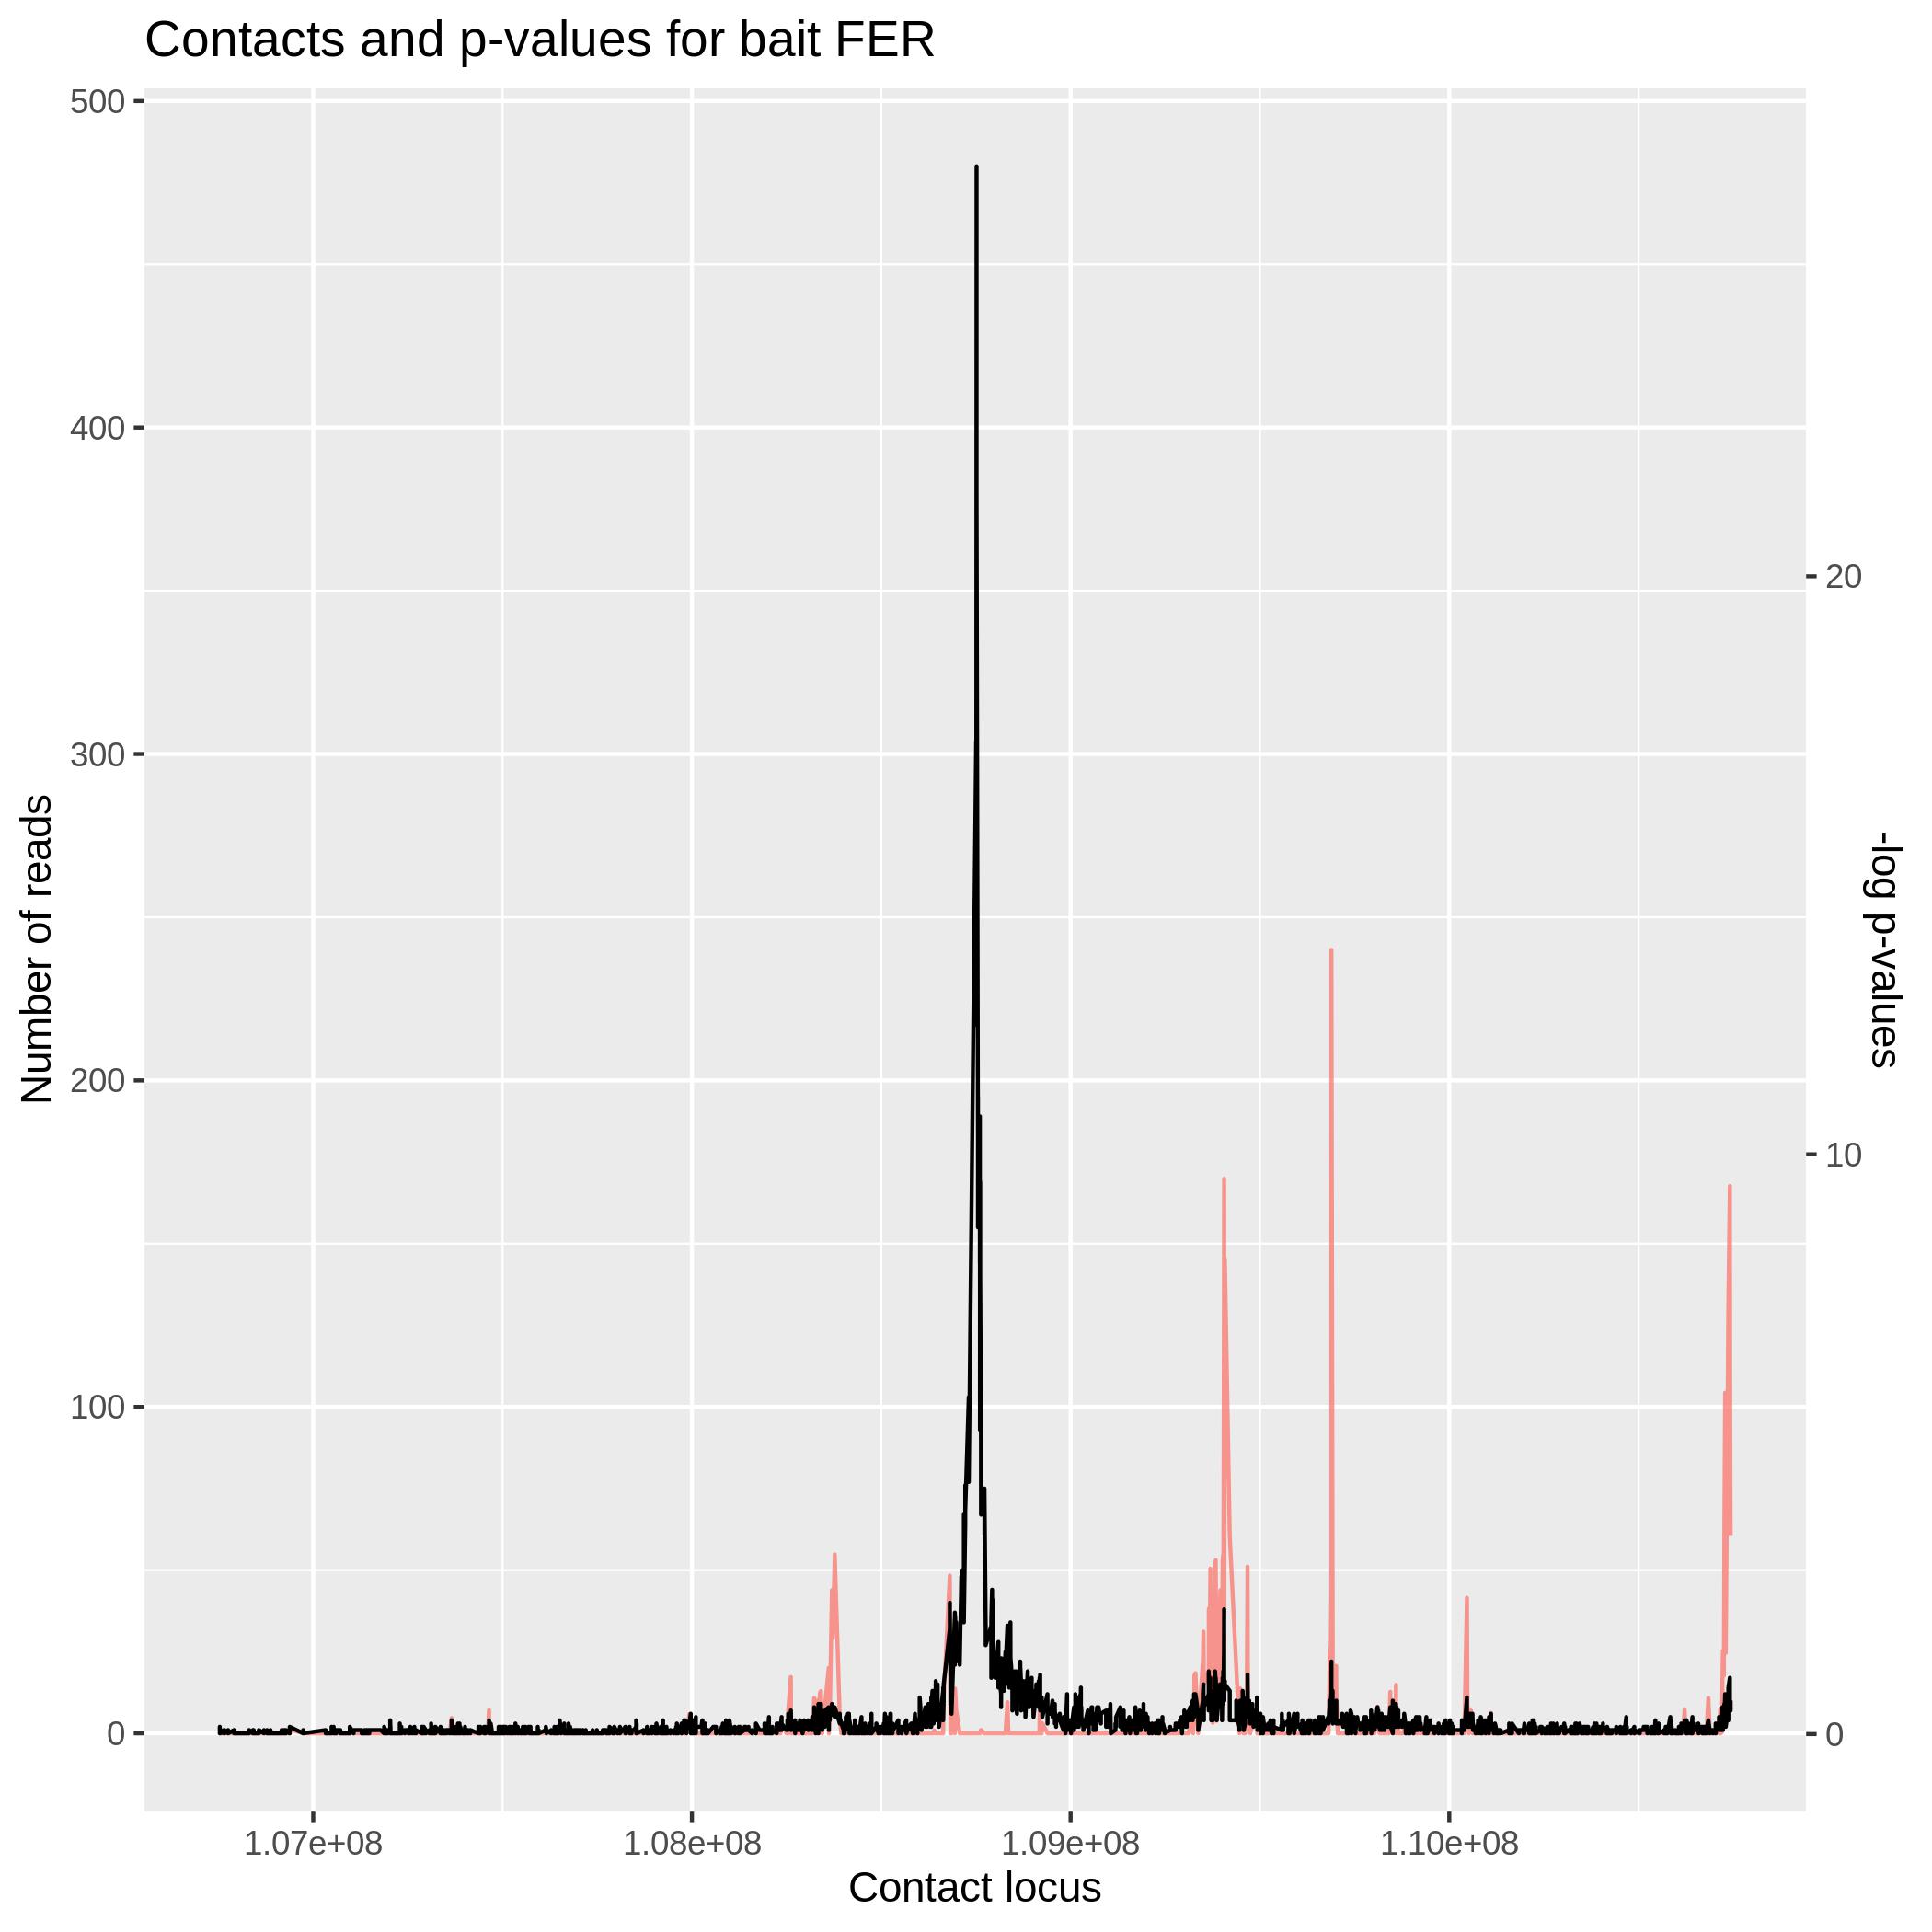 Contacts and p-values for bait FER
500
400
300
200
100
0
Number of reads
20
10
0
-log p-values
1.07e+08
1.08e+08
1.09e+08
1.10e+08
Contact locus